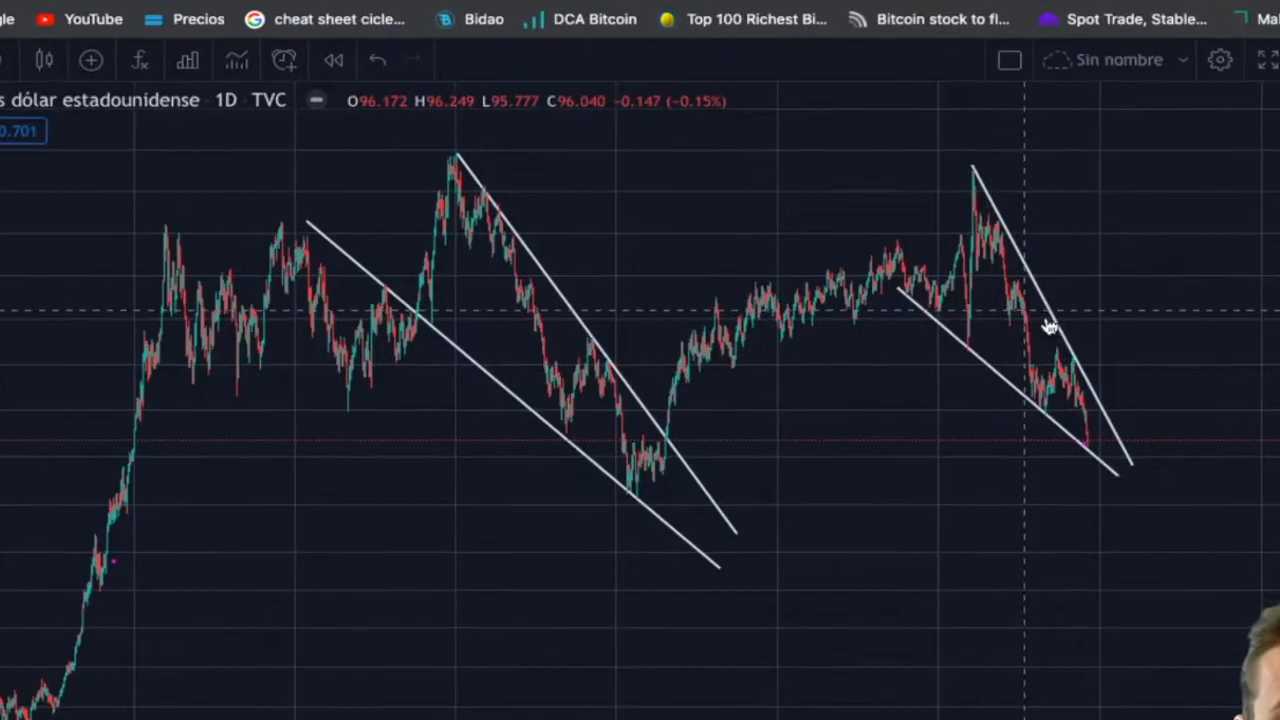 gle YouTube Precios cheat sheet cicle... Bidao DCA Bitcoin Top 100 Richest Bi... Bitcoin stock to fl... Spot Trade, Stable... Mai
Sin nombre
s dólar estadounidense 1D TVC O96.172 H96.249 L95.777 C96.040 -0.147 (-0.15%)
0.701